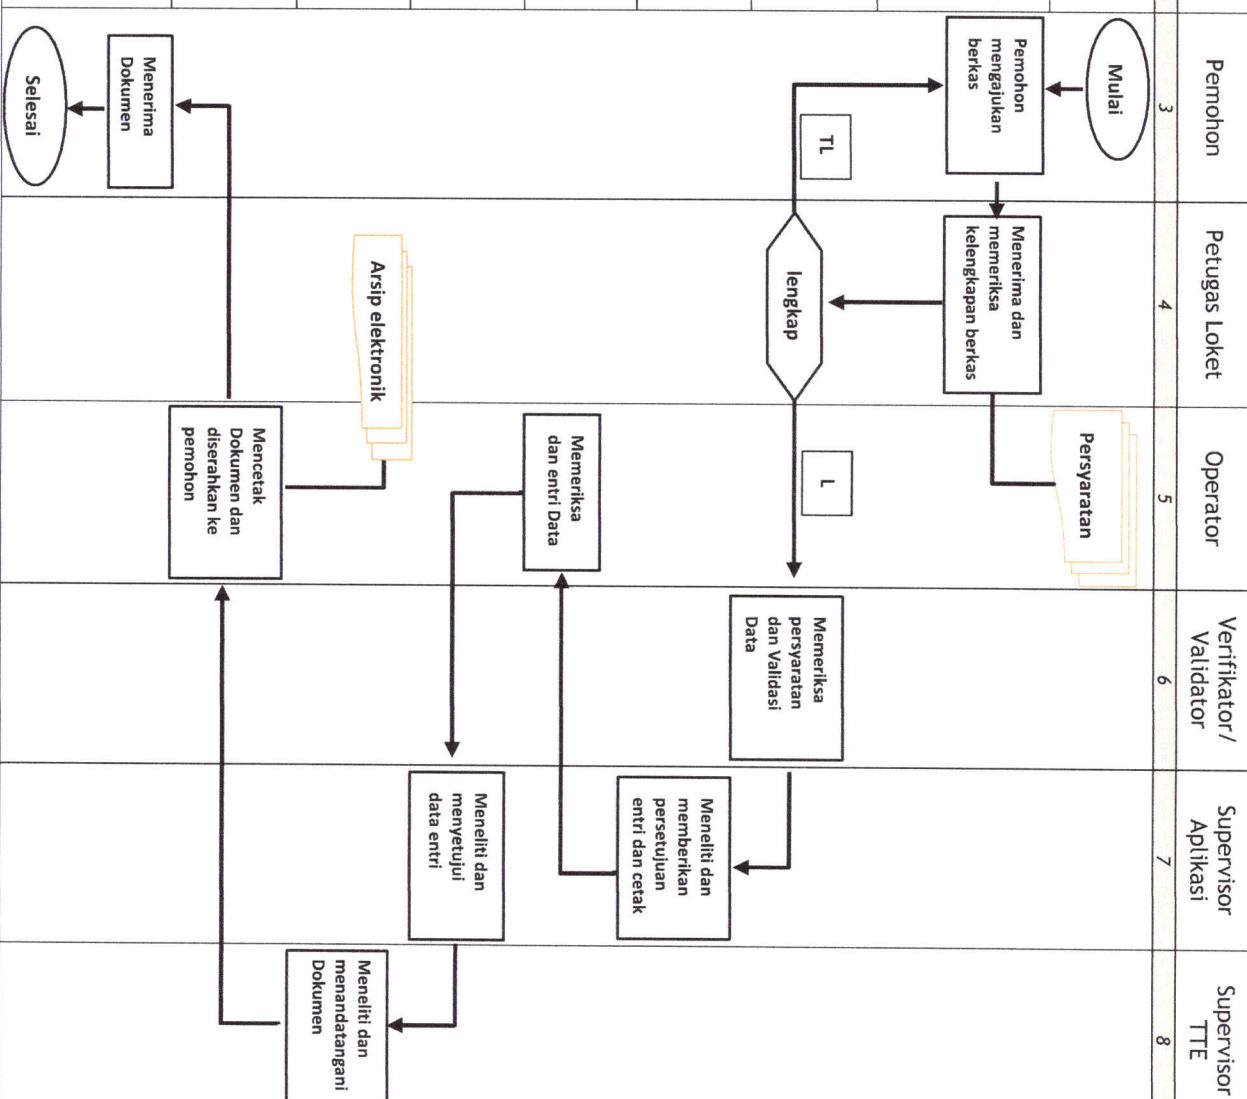 Pemohon
Petugas Loket
Operator
Verifikator/
Validator
Supervisor
Aplikasi
Supervisor
TTE
3
4
5
6
7
8
Mulai
Pemohon
mengajukan
berkas
Menerima dan
memeriksa
kelengkapan berkas
Persyaratan
TL
lengkap
L
Memeriksa
persyaratan
dan Validasi
Data
Meneliti dan
memberikan
persetujuan
entri dan cetak
Memeriksa
dan entri Data
Meneliti dan
menyetujui
data entri
Meneliti dan
menandatangani
Dokumen
Arsip elektronik
Mencetak
Dokumen dan
diserahkan ke
pemohon
Menerima
Dokumen
Selesai